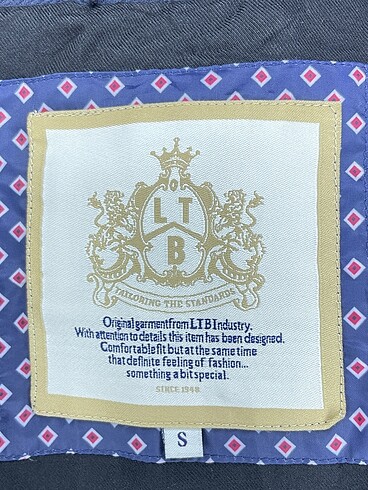 LT
B
TAILORING THE STANDARDS
Original garment from LTB Industry.
With attention to details this item has been designed.
Comfortable fit but at the same time
that definite feeling of fashion...
something a bit special.
SINCE 1948
S